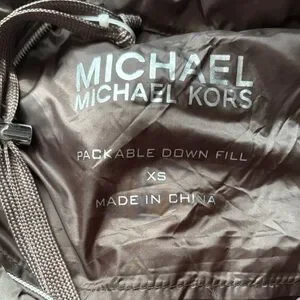 MICHAEL
MICHAEL KORS
PACKABLE DOWN FILL
XS
MADE IN CHINA